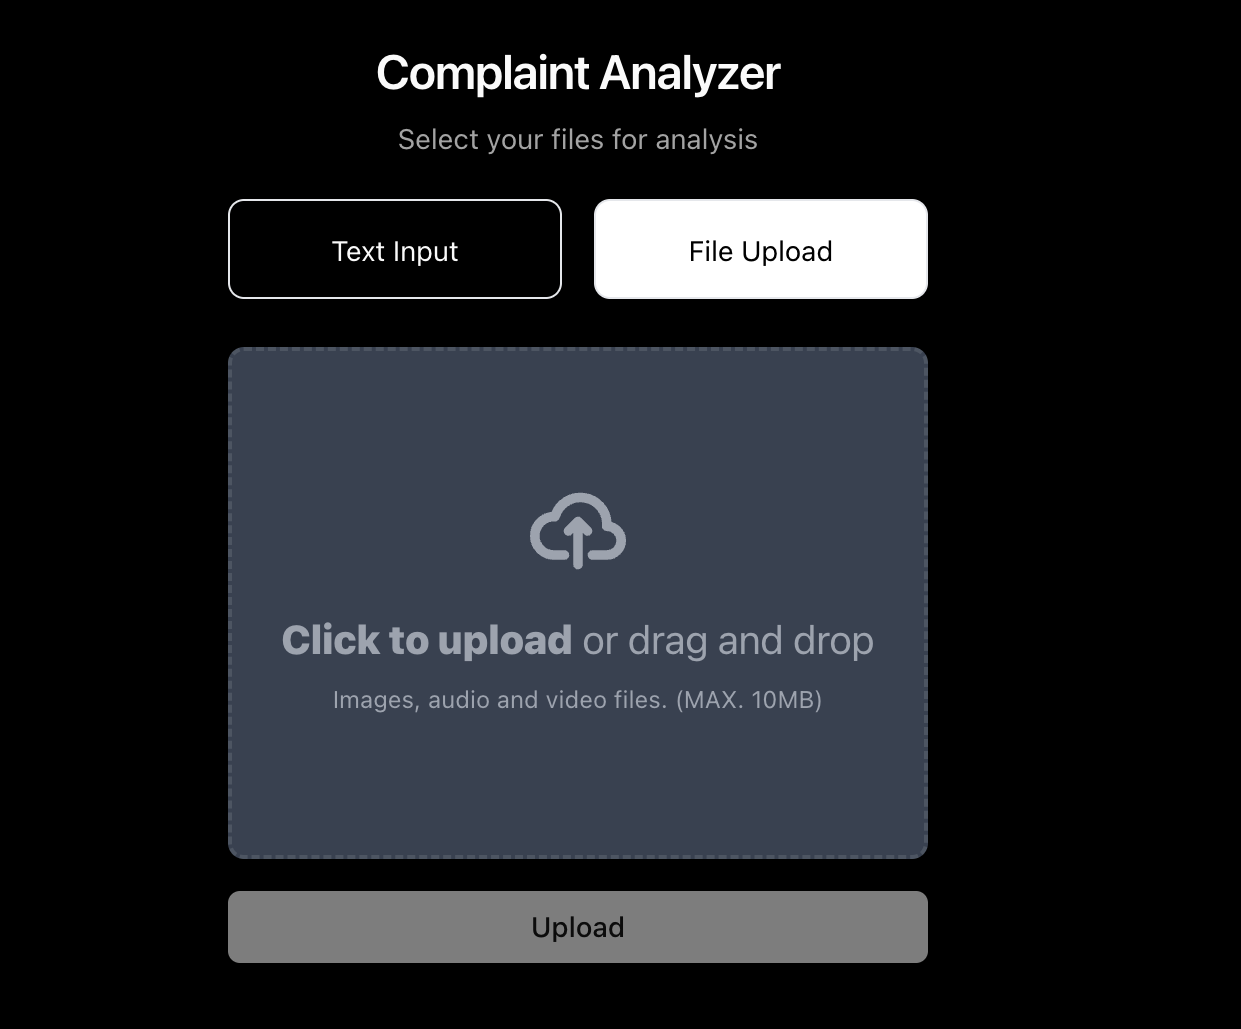 Complaint Analyzer
Select your files for analysis
Text Input
File Upload
Click to upload or drag and drop
Images, audio and video files. (MAX. 10MB)
Upload